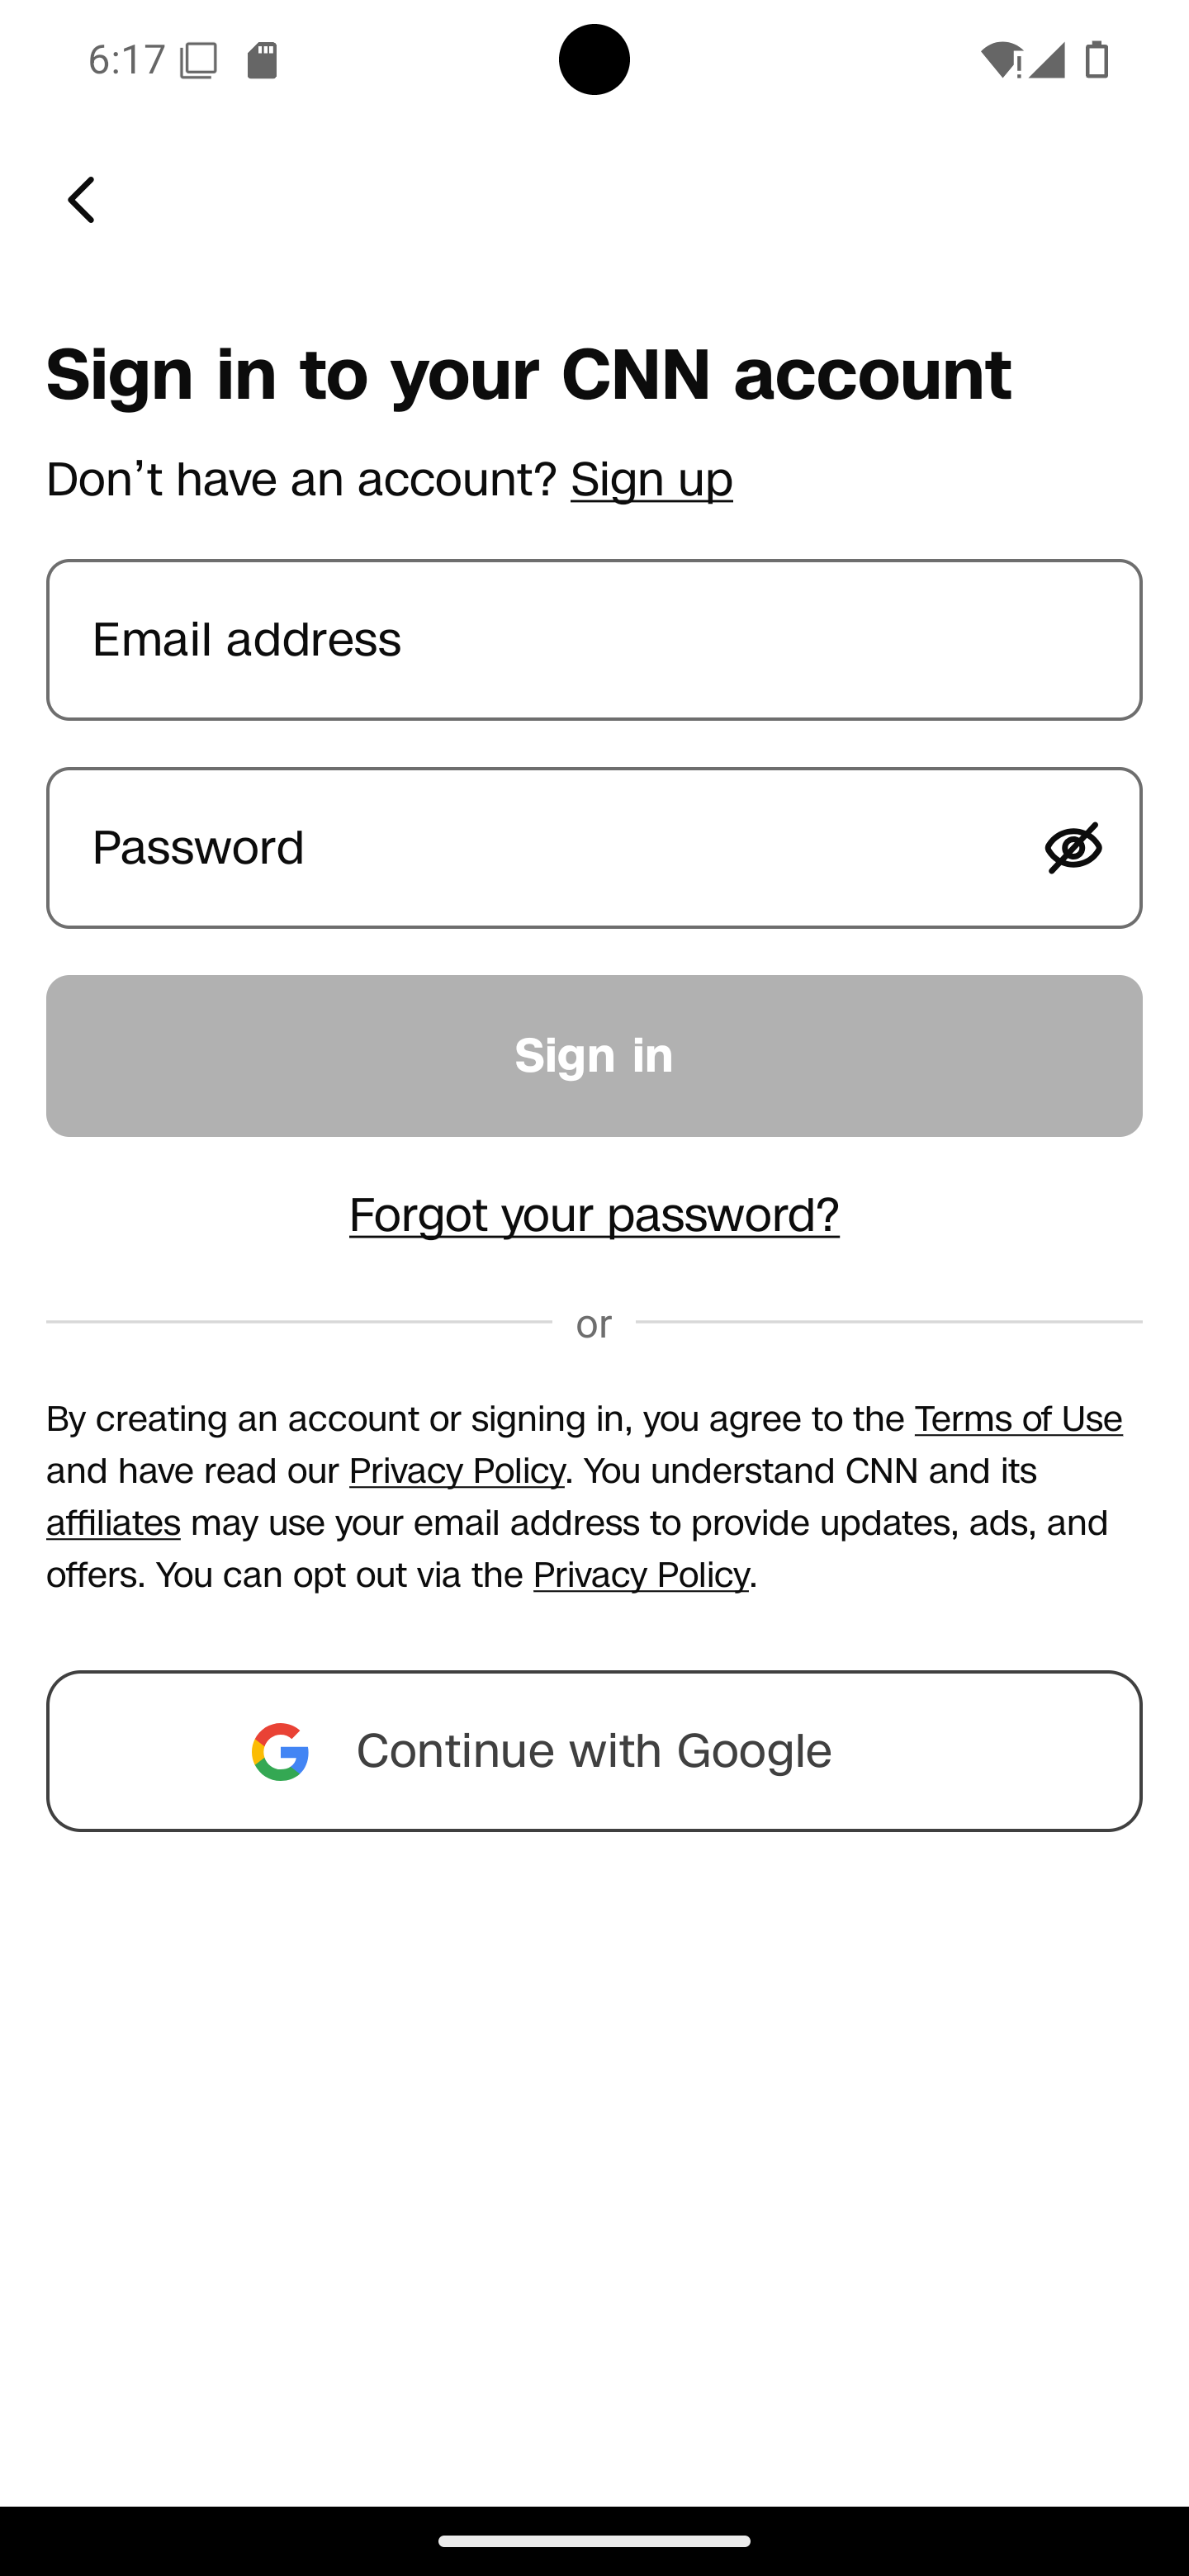 6:17
Sign in to your CNN account
Don’t have an account? Sign up
Email address
Password
Sign in
Forgot your password?
or
By creating an account or signing in, you agree to the Terms of Use
and have read our Privacy Policy. You understand CNN and its
affiliates may use your email address to provide updates, ads, and
offers. You can opt out via the Privacy Policy.
Continue with Google